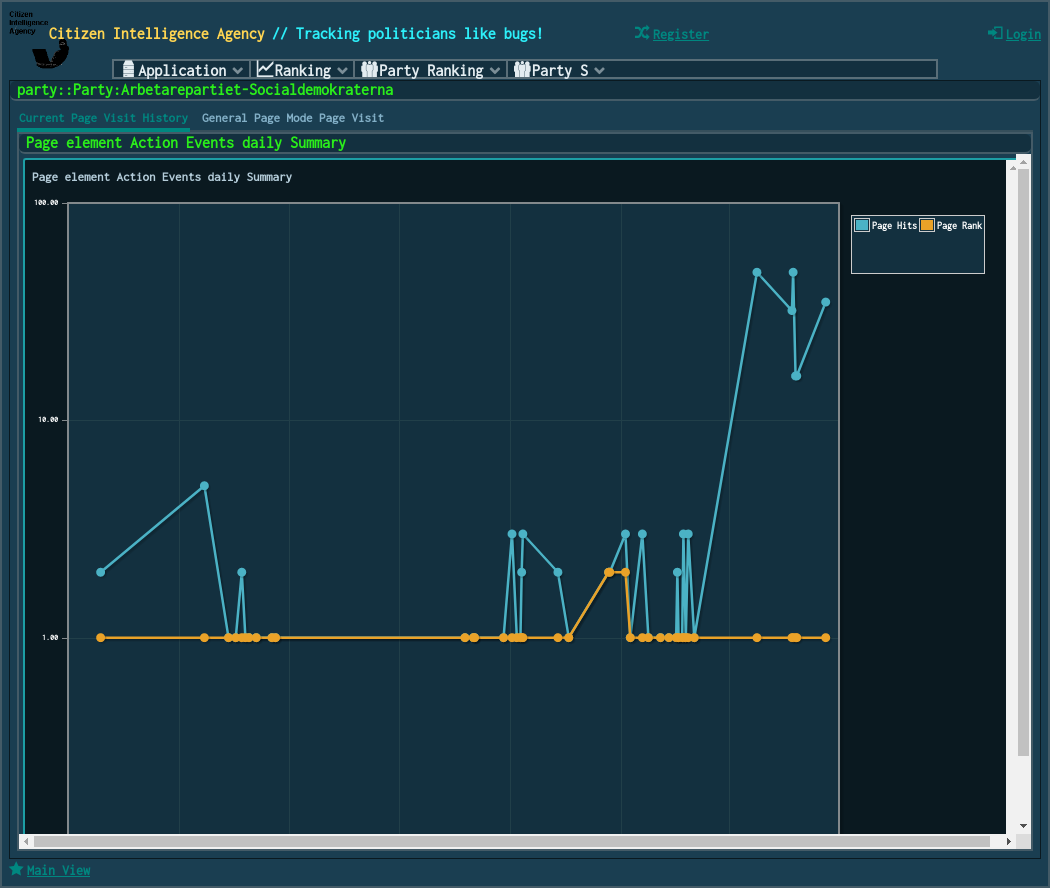 Citizen
Intelligence
Agency
Citizen Intelligence Agency // Tracking politicians like bugs!
Register
Login
Application
Ranking
Party Ranking
Party S
party::Party:Arbetarepartiet-Socialdemokraterna
Current Page Visit History
General Page Mode Page Visit
Page element Action Events daily Summary
Page element Action Events daily Summary
100.00
10.00
1.00
Page Hits
Page Rank
Main View